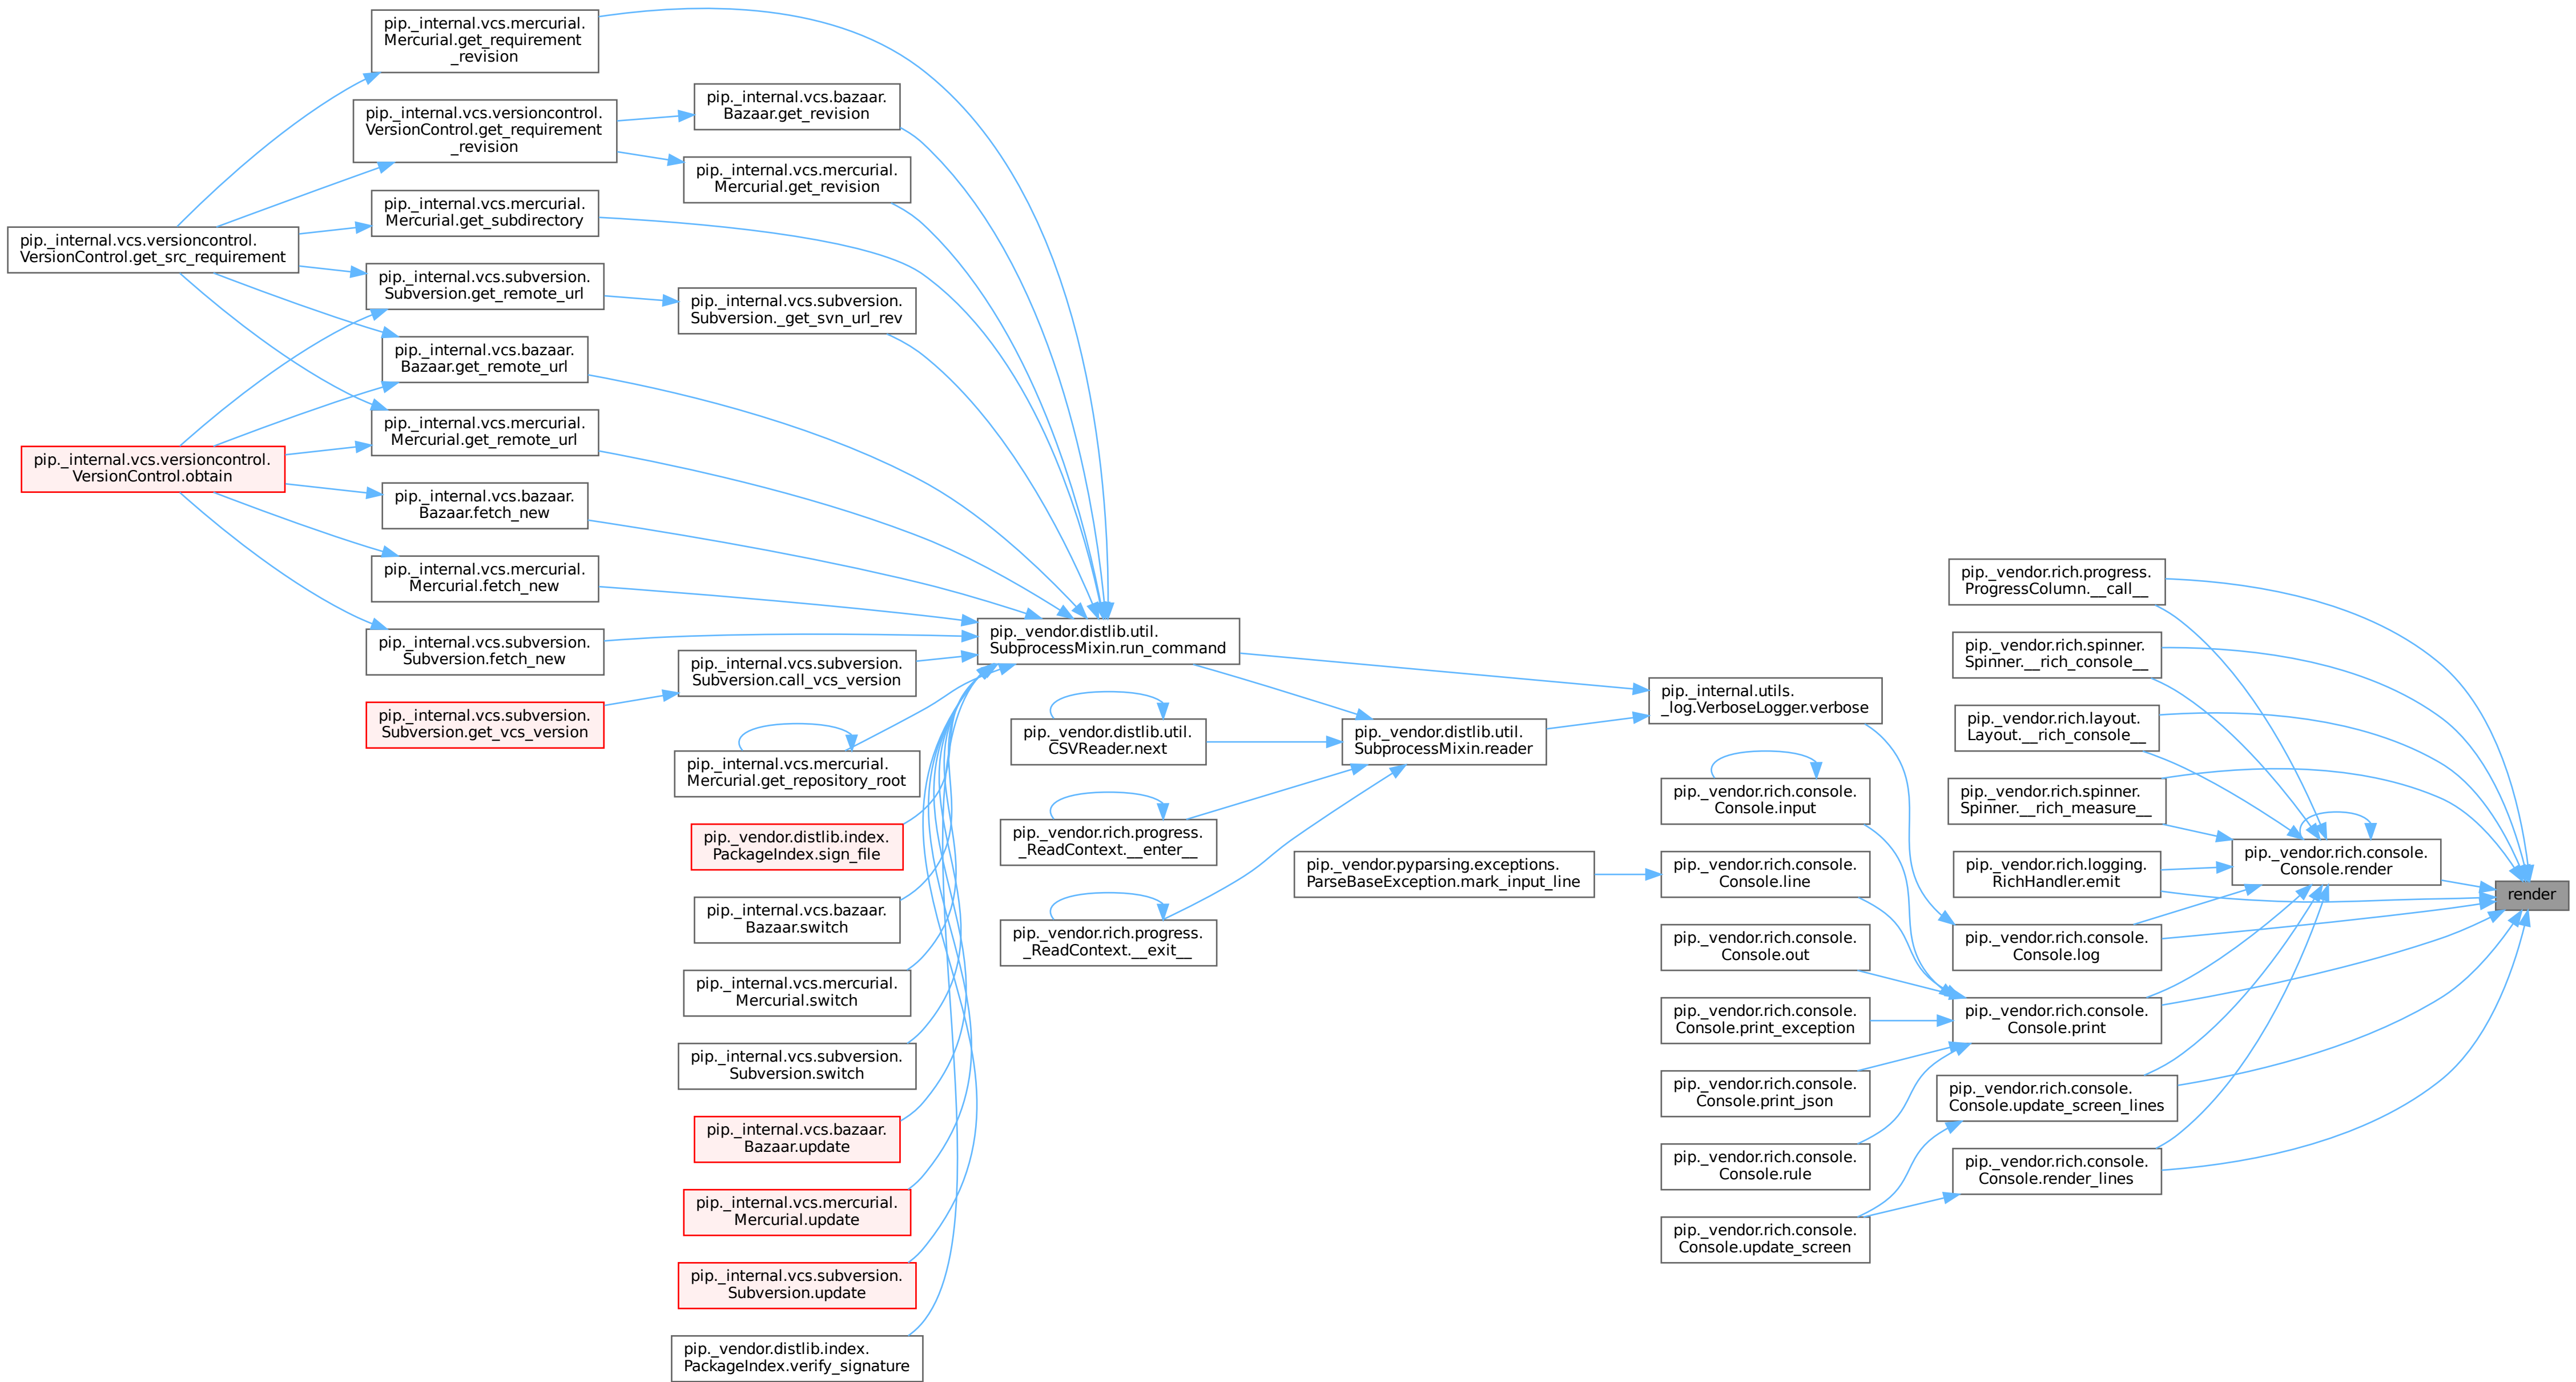 pip._internal.vcs.mercurial.
Mercurial.get_requirement
_revision
pip._internal.vcs.versioncontrol.
VersionControl.get_requirement
_revision
pip._internal.vcs.bazaar.
Bazaar.get_revision
pip._internal.vcs.mercurial.
Mercurial.get_revision
pip._internal.vcs.mercurial.
Mercurial.get_subdirectory
pip._internal.vcs.versioncontrol.
VersionControl.get_src_requirement
pip._internal.vcs.subversion.
Subversion.get_remote_url
pip._internal.vcs.subversion.
Subversion._get_svn_url_rev
pip._internal.vcs.bazaar.
Bazaar.get_remote_url
pip._internal.vcs.mercurial.
Mercurial.get_remote_url
pip._internal.vcs.versioncontrol.
VersionControl.obtain
pip._internal.vcs.bazaar.
Bazaar.fetch_new
pip._internal.vcs.mercurial.
Mercurial.fetch_new
pip._internal.vcs.subversion.
Subversion.fetch_new
pip._internal.vcs.subversion.
Subversion.get_vcs_version
pip._vendor.distlib.util.
SubprocessMixin.run_command
pip._internal.vcs.subversion.
Subversion.call_vcs_version
pip._internal.vcs.mercurial.
Mercurial.get_repository_root
pip._vendor.distlib.index.
PackageIndex.sign_file
pip._internal.vcs.bazaar.
Bazaar.switch
pip._internal.vcs.mercurial.
Mercurial.switch
pip._internal.vcs.subversion.
Subversion.switch
pip._internal.vcs.bazaar.
Bazaar.update
pip._internal.vcs.mercurial.
Mercurial.update
pip._internal.vcs.subversion.
Subversion.update
pip._vendor.distlib.index.
PackageIndex.verify_signature
pip._vendor.distlib.util.
CSVReader.next
pip._vendor.rich.progress.
_ReadContext.__enter__
pip._vendor.rich.progress.
_ReadContext.__exit__
pip._vendor.distlib.util.
SubprocessMixin.reader
pip._vendor.pyparsing.exceptions.
ParseBaseException.mark_input_line
pip._internal.utils.
_log.VerboseLogger.verbose
pip._vendor.rich.console.
Console.input
pip._vendor.rich.console.
Console.line
pip._vendor.rich.console.
Console.out
pip._vendor.rich.console.
Console.print_exception
pip._vendor.rich.console.
Console.print_json
pip._vendor.rich.console.
Console.rule
pip._vendor.rich.console.
Console.update_screen
pip._vendor.rich.progress.
ProgressColumn.__call__
pip._vendor.rich.spinner.
Spinner.__rich_console__
pip._vendor.rich.layout.
Layout.__rich_console__
pip._vendor.rich.spinner.
Spinner.__rich_measure__
pip._vendor.rich.logging.
RichHandler.emit
pip._vendor.rich.console.
Console.log
pip._vendor.rich.console.
Console.print
pip._vendor.rich.console.
Console.update_screen_lines
pip._vendor.rich.console.
Console.render_lines
pip._vendor.rich.console.
Console.render
render